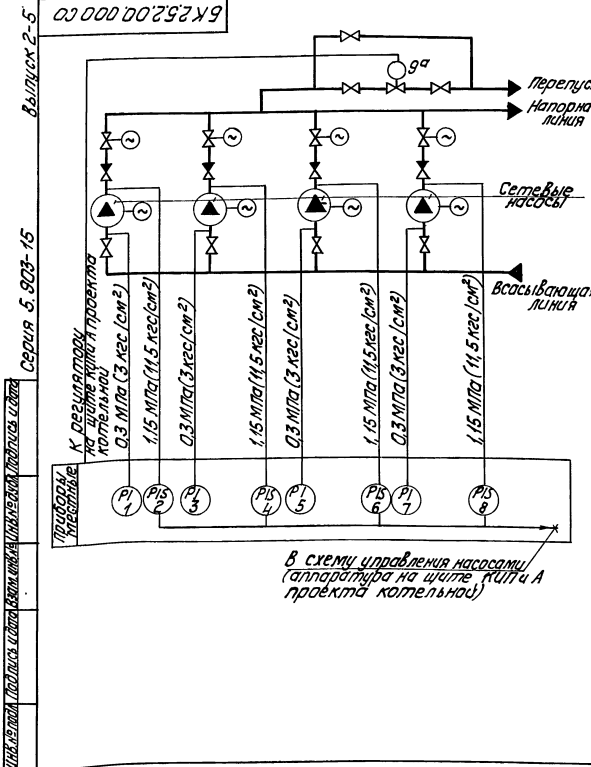 БК252.00.000 СО
Выпуск 2-5
Серия 5.903-15
9а
Перепус
Напорна
линия
Сетевые
насосы
Всасывающа
линия
К регулятору
на щите КИП и А проекта
котельной
0,3 МПа (3 кгс/см²)
1,15 МПа (11,5 кгс/см²)
0,3 МПа (3 кгс/см²)
1,15 МПа (11,5 кгс/см²)
0,3 МПа (3 кгс/см²)
1,15 МПа (11,5 кгс/см²)
0,3 МПа (3 кгс/см²)
1,15 МПа (11,5 кгс/см²)
Приборы
местные
PI
1
PIS
2
PI
3
PIS
4
PI
5
PIS
6
PI
7
PIS
8
~
~
~
~
~
~
~
~
В схему управления насосами
(аппаратура на щите КИП и А
проекта котельной)
Инв.№ подл.
Подпись и дата
Взам. инв.№
Инв.№ дубл.
Подпись и дата